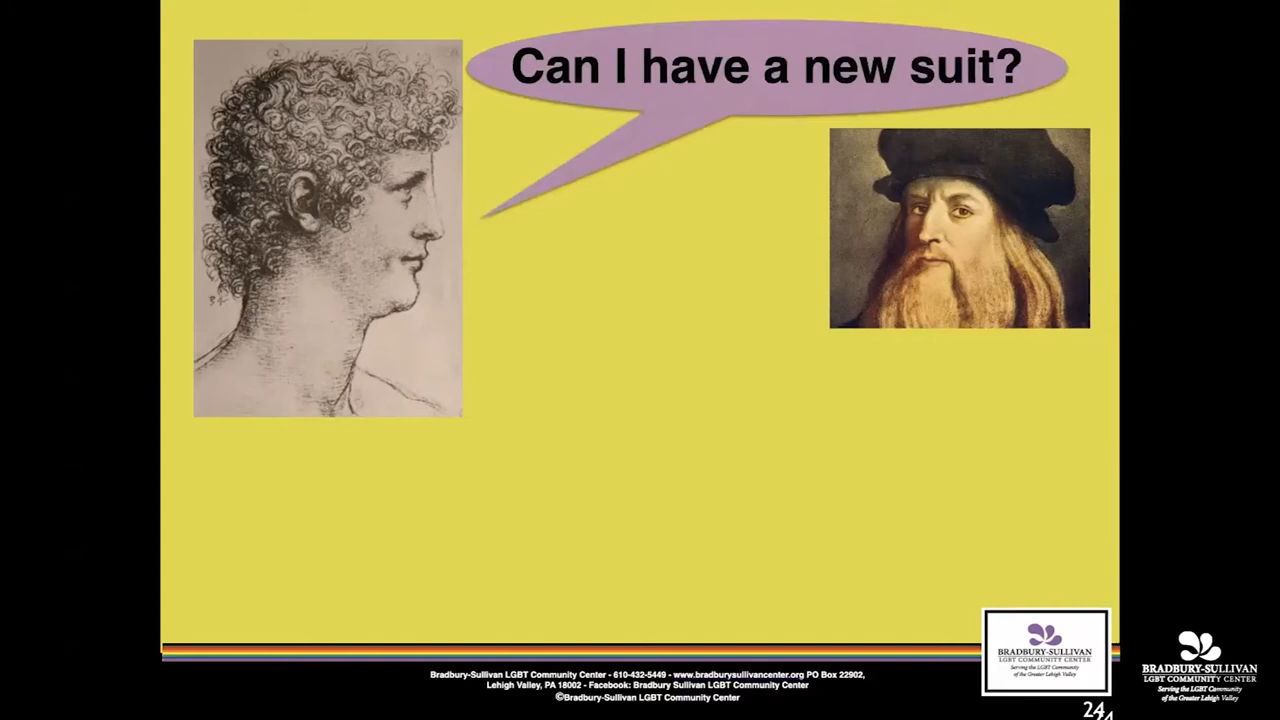 Can I have a new suit?
BRADBURY-SULLIVAN
LGBT COMMUNITY CENTER
Serving the LGBT Community
of the Greater Lehigh Valley
Bradbury-Sullivan LGBT Community Center - 610-432-5449 - www.bradburysullivancenter.org PO Box 22902,
Lehigh Valley, PA 18002 - Facebook: Bradbury Sullivan LGBT Community Center
©Bradbury-Sullivan LGBT Community Center
24
BRADBURY-SULLIVAN
LGBT COMMUNITY CENTER
Serving the LGBT Community
of the Greater Lehigh Valley